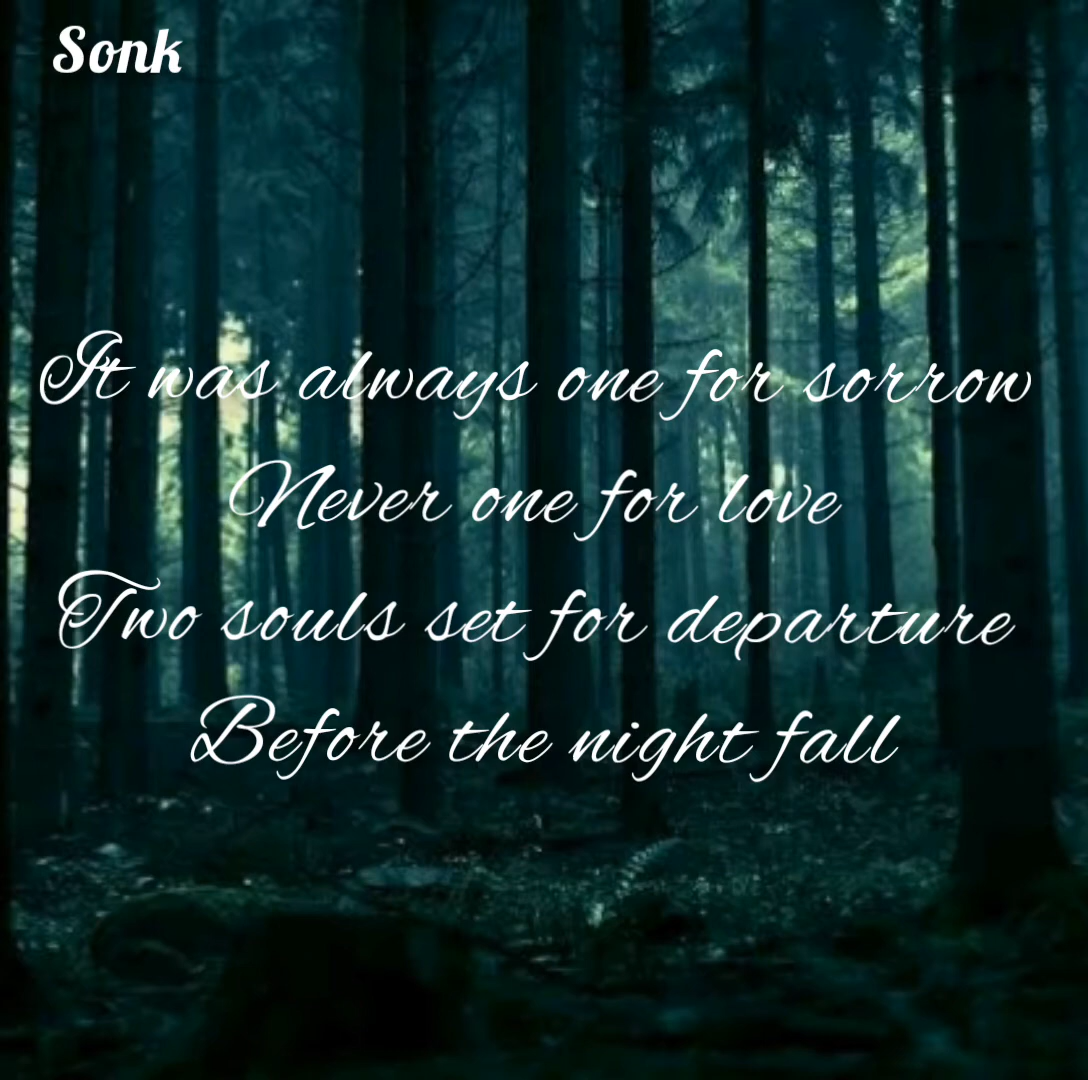 Sonk
It was always one for sorrow
Never one for love
Two souls set for departure
Before the night fall